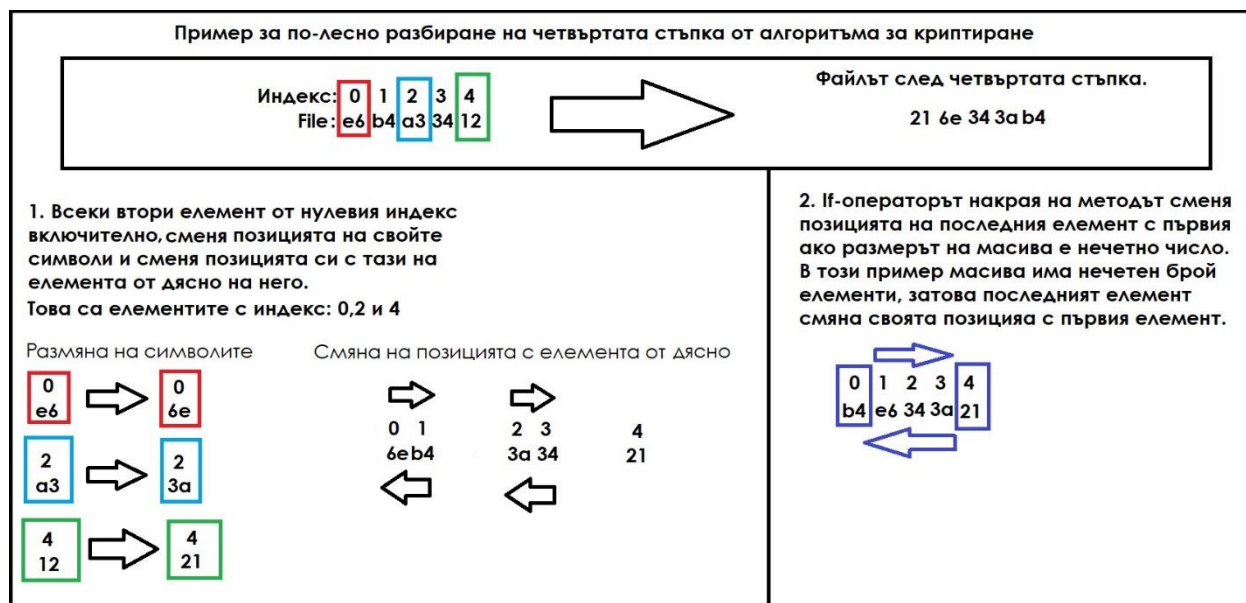 Пример за по-лесно разбиране на четвъртата стъпка от алгоритъма за криптиране
Индекс: 0 1 2 3 4
File: e6 b4 a3 34 12
Файлът след четвъртата стъпка.
21 6e 34 3a b4
1. Всеки втори елемент от нулевия индекс
включително, сменя позицията на свойте
символи и сменя позицията си с тази на
елемента от дясно на него.
Това са елементите с индекс: 0,2 и 4
Размяна на символите
0 0
e6 6e
2 2
a3 3a
4 4
12 21
Смяна на позицията с елемента от дясно
0 1 2 3 4
6e b4 3a 34 21
2. If-операторът накрая на методът сменя
позицията на последния елемент с първия
ако размерът на масива е нечетно число.
В този пример масива има нечетен брой
елементи, затова последният елемент
смяна своята позицияа с първия елемент.
0 1 2 3 4
b4 e6 34 3a 21